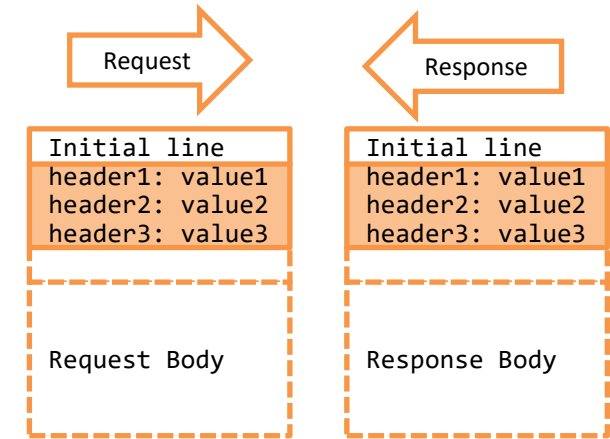 Request
Initial line
header1: value1
header2: value2
header3: value3
Request Body
Response
Initial line
header1: value1
header2: value2
header3: value3
Response Body